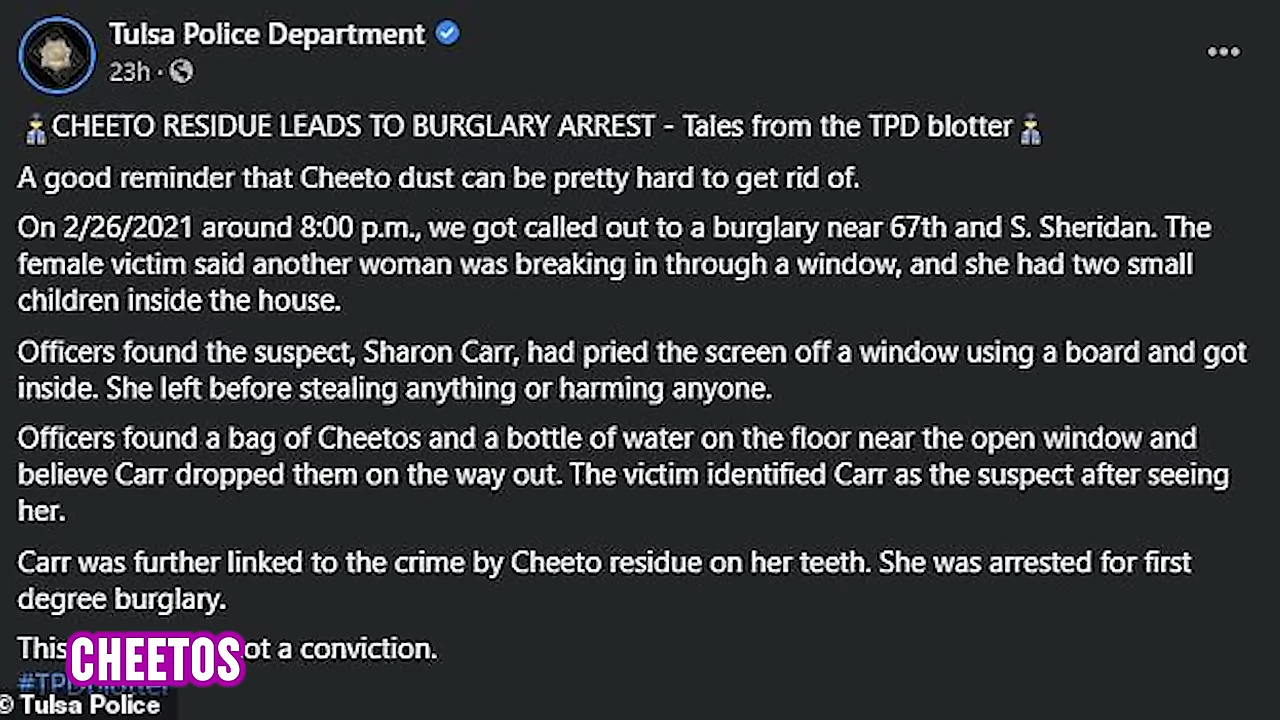 Tulsa Police Department
23h ·
CHEETO RESIDUE LEADS TO BURGLARY ARREST - Tales from the TPD blotter
A good reminder that Cheeto dust can be pretty hard to get rid of.
On 2/26/2021 around 8:00 p.m., we got called out to a burglary near 67th and S. Sheridan. The
female victim said another woman was breaking in through a window, and she had two small
children inside the house.
Officers found the suspect, Sharon Carr, had pried the screen off a window using a board and got
inside. She left before stealing anything or harming anyone.
Officers found a bag of Cheetos and a bottle of water on the floor near the open window and
believe Carr dropped them on the way out. The victim identified Carr as the suspect after seeing
her.
Carr was further linked to the crime by Cheeto residue on her teeth. She was arrested for first
degree burglary.
This a conviction.
CHEETOS
#TPDblotter
© Tulsa Police